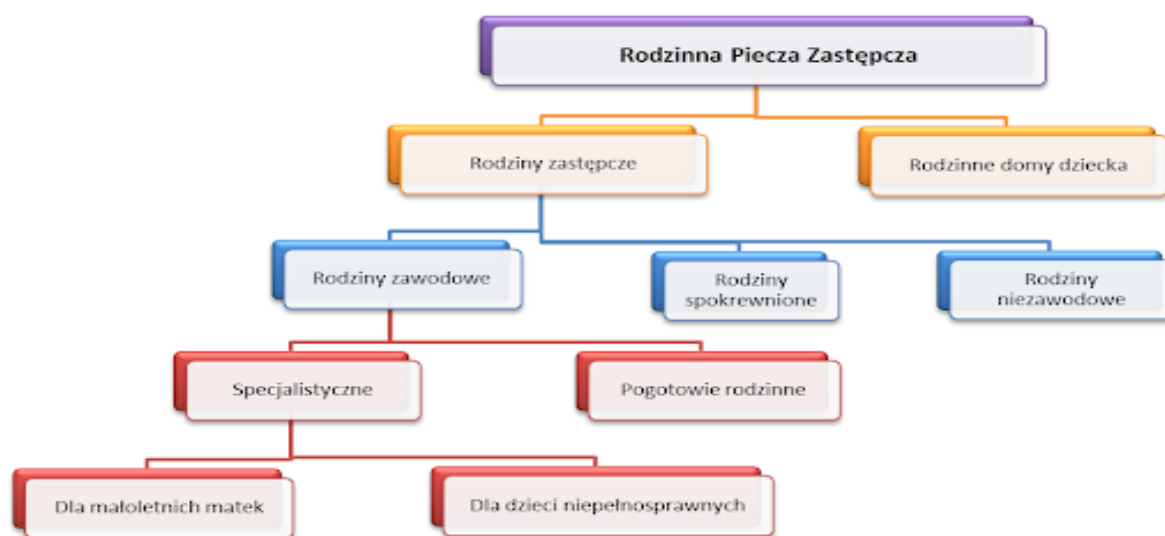 Rodzinna Piecza Zastępcza
Rodziny zastępcze
Rodzinne domy dziecka
Rodziny zawodowe
Rodziny
spokrewnione
Rodziny
niezawodowe
Specjalistyczne
Pogotowie rodzinne
Dla małoletnich matek
Dla dzieci niepełnosprawnych